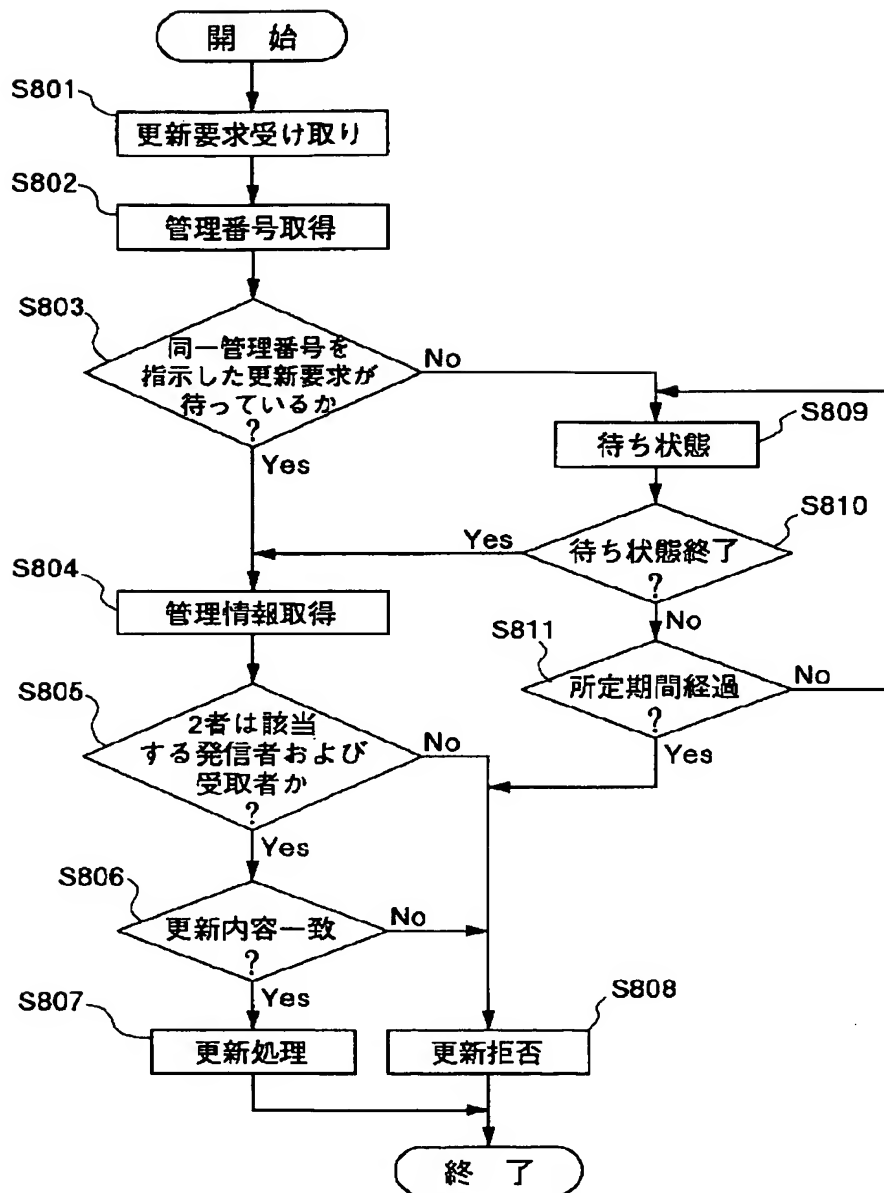 開 始
S801
更新要求受け取り
S802
管理番号取得
S803
同一管理番号を
指示した更新要求が
待っているか
?
No
Yes
S809
待ち状態
S810
待ち状態終了
?
Yes
No
S804
管理情報取得
S811
所定期間経過
?
No
Yes
S805
2者は該当
する発信者および
受取者か
?
No
Yes
S806
更新内容一致
?
No
Yes
S807
更新処理
S808
更新拒否
終 了